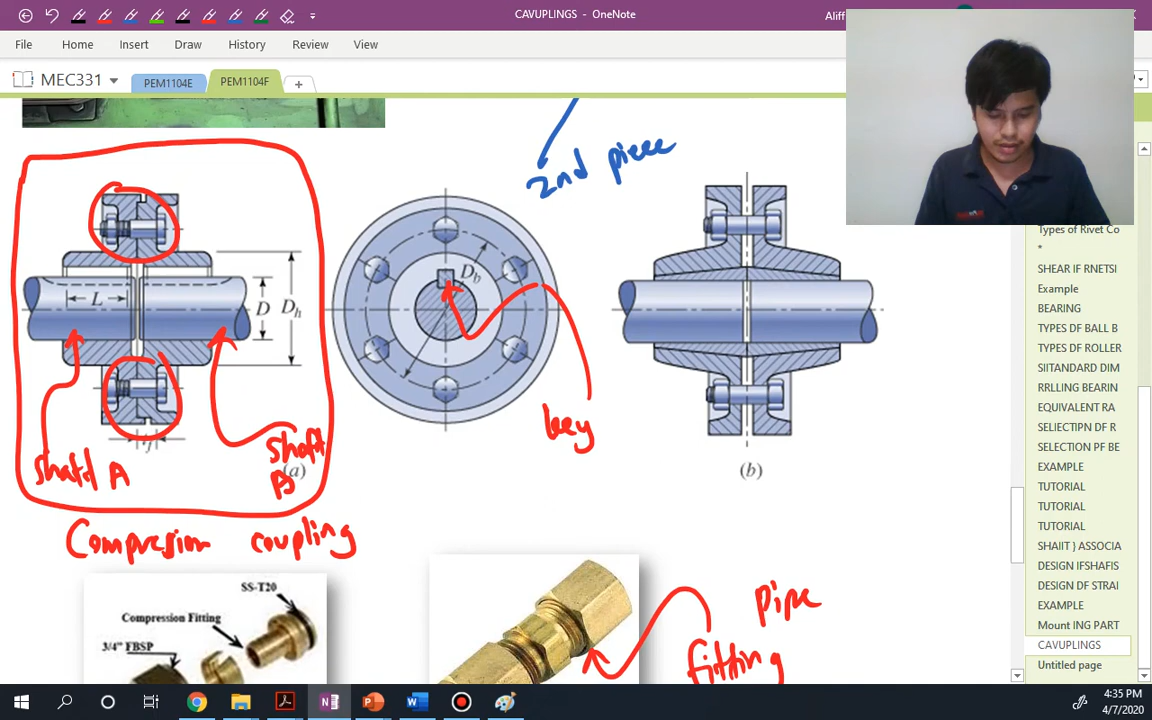 CAVUPLINGS - OneNote
Aliff
File Home Insert Draw History Review View
MEC331
PEM1104E
PEM1104F
+
2nd piece
L
D
Dh
Db
tf
key
shatd A
shaft
B
(a)
(b)
Compresion coupling
SS-T20
Compression Fitting
3/4" FBSP
pipe
fitting
Types of Rivet Co
*
SHEAR IF RNETSI
Example
BEARING
TYPES DF BALL B
TYPES DF ROLLER
SIITANDARD DIM
RRLLING BEARIN
EQUIVALENT RA
SELIECTIPN DF R
SELECTION PF BE
EXAMPLE
TUTORIAL
TUTORIAL
TUTORIAL
SHAIIT } ASSOCIA
DESIGN IFSHAFIS
DESIGN DF STRAI
EXAMPLE
Mount ING PART
CAVUPLINGS
Untitled page
4:35 PM
4/7/2020